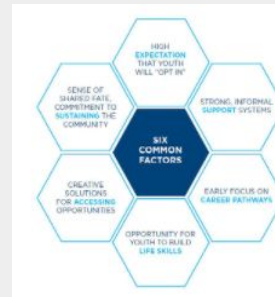 HIGH
EXPECTATION
THAT YOUTH
WILL "OPT IN"
SENSE OF
SHARED FATE,
COMMITMENT TO
SUSTAINING THE
COMMUNITY
STRONG, INFORMAL
SUPPORT SYSTEMS
SIX
COMMON
FACTORS
CREATIVE
SOLUTIONS
FOR ACCESSING
OPPORTUNITIES
EARLY FOCUS ON
CAREER PATHWAYS
OPPORTUNITY FOR
YOUTH TO BUILD
LIFE SKILLS